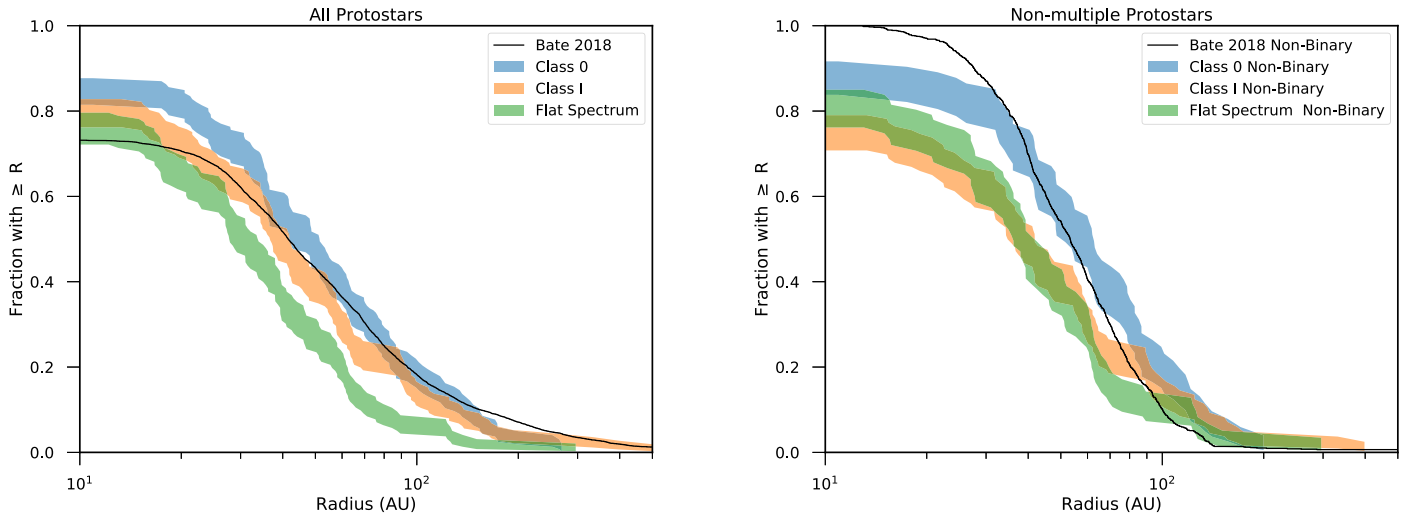 All Protostars
Fraction with ≥ R
1.0
0.8
0.6
0.4
0.2
0.0
Bate 2018
Class 0
Class I
Flat Spectrum
10¹
10²
Radius (AU)
Non-multiple Protostars
Fraction with ≥ R
1.0
0.8
0.6
0.4
0.2
0.0
Bate 2018 Non-Binary
Class 0 Non-Binary
Class I Non-Binary
Flat Spectrum  Non-Binary
10¹
10²
Radius (AU)